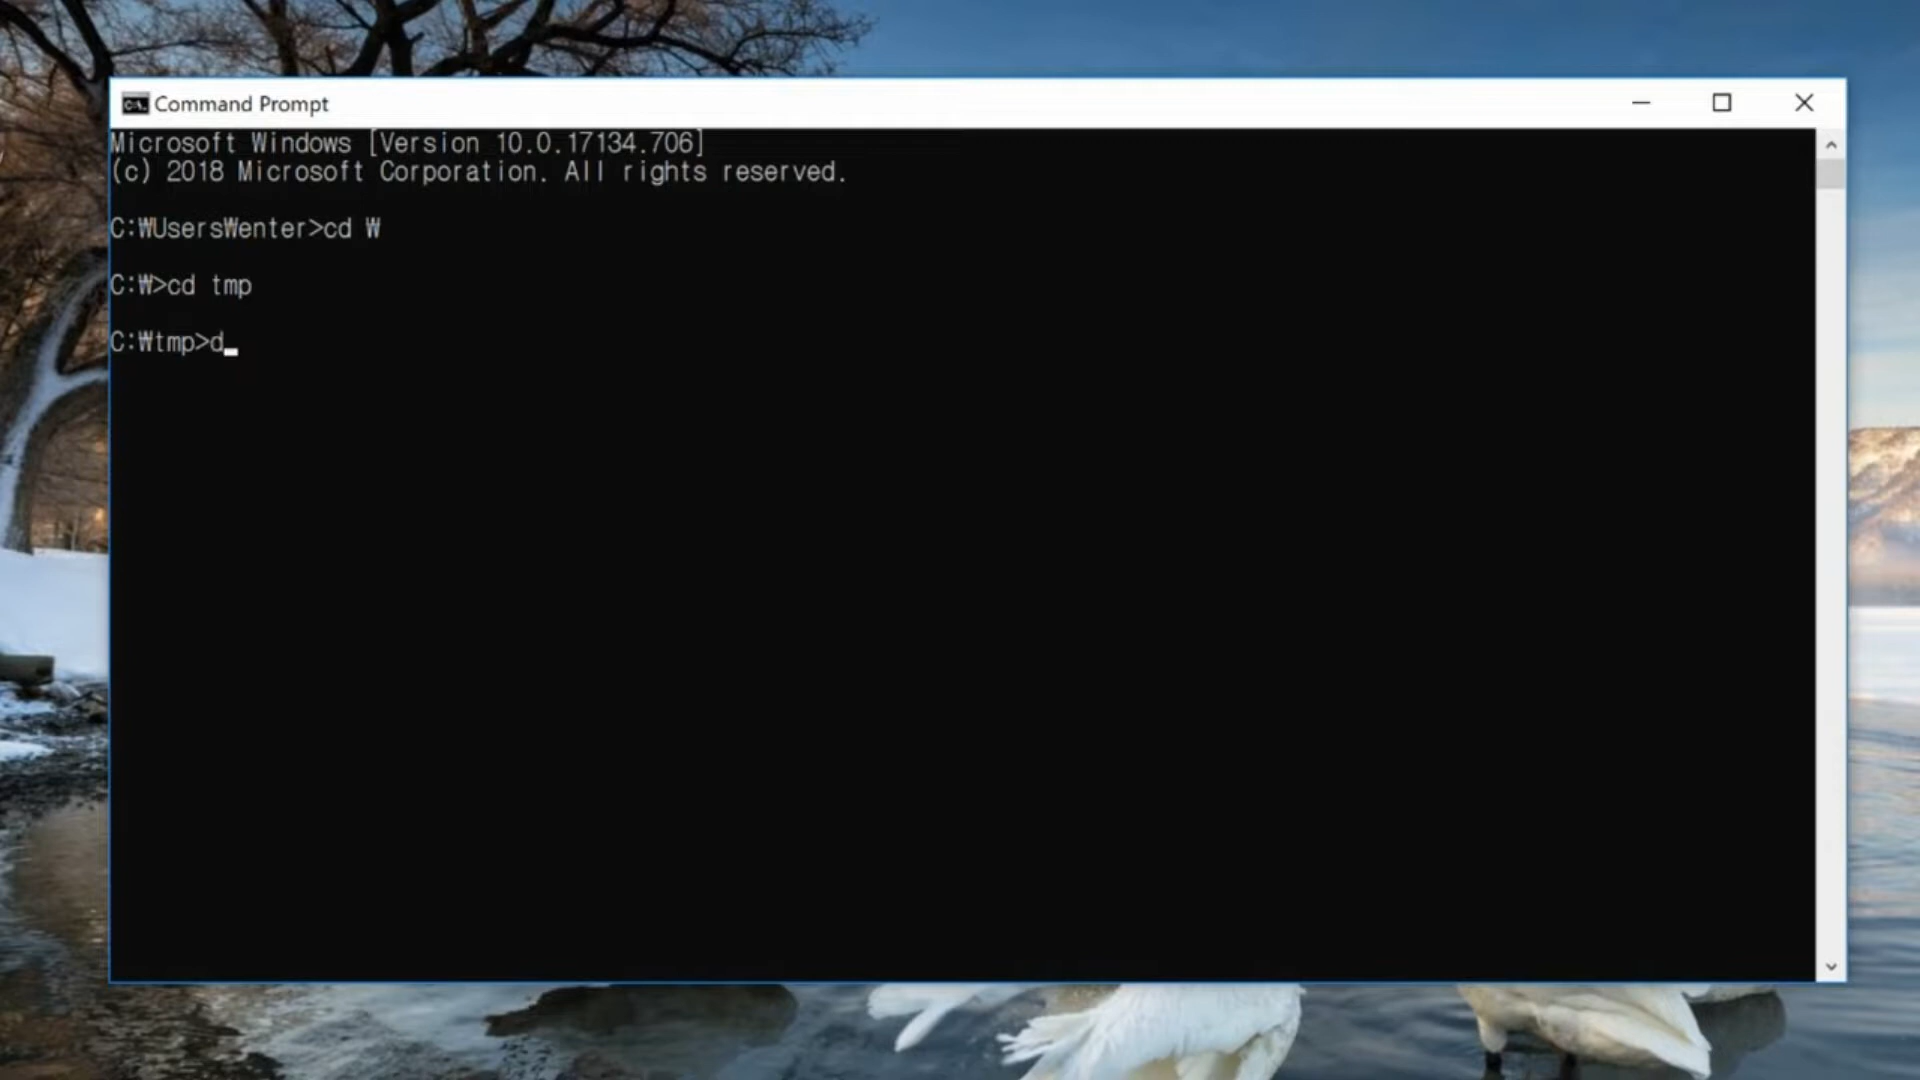 Command Prompt
Microsoft Windows [Version 10.0.17134.706]
(c) 2018 Microsoft Corporation. All rights reserved.
C:₩Users₩enter>cd ₩
C:₩>cd tmp
C:₩tmp>d